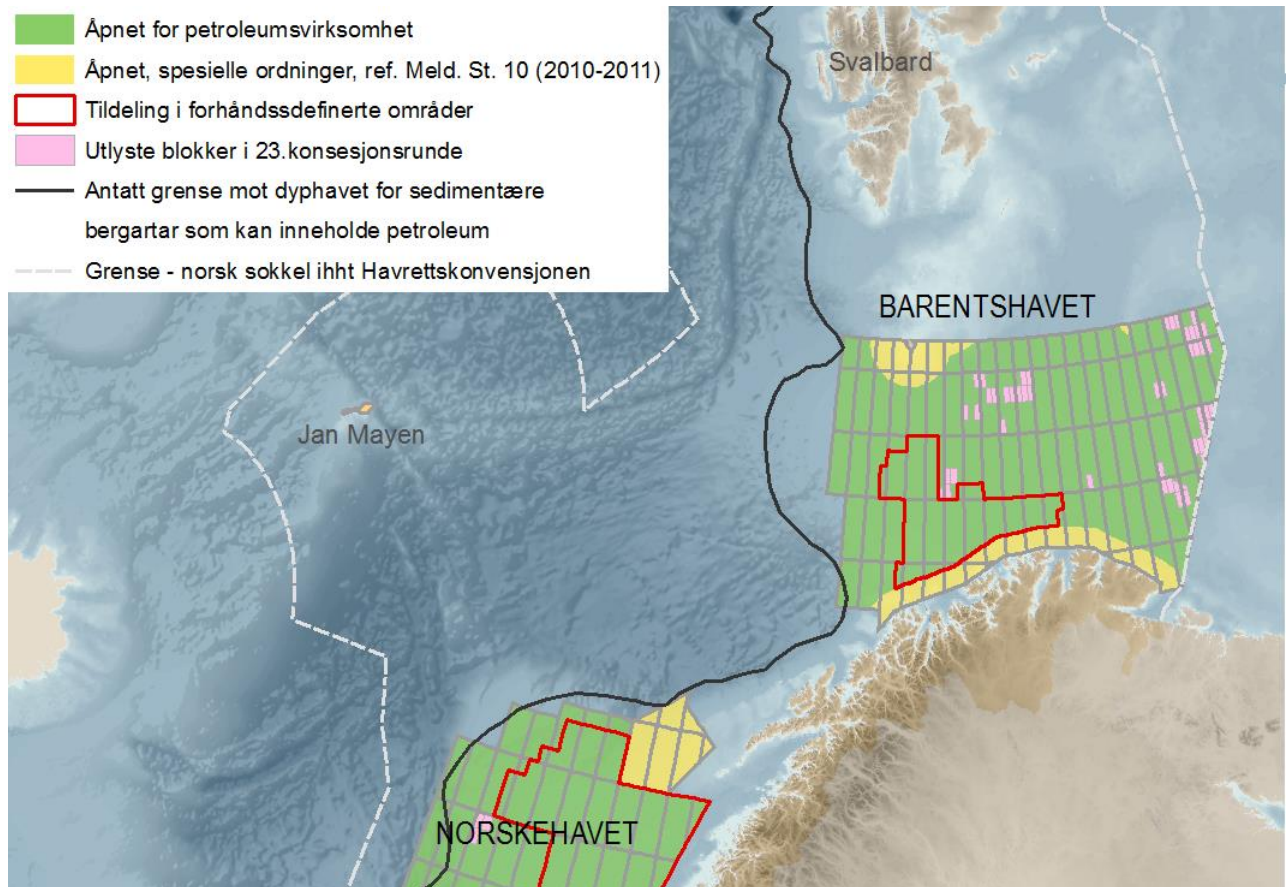 Åpnet for petroleumsvirksomhet
Åpnet, spesielle ordninger, ref. Meld. St. 10 (2010-2011)
Tildeling i forhåndssdefinerte områder
Utlyste blokker i 23.konsesjonsrunde
Antatt grense mot dyphavet for sedimentære
bergartar som kan inneholde petroleum
Grense - norsk sokkel ihht Havrettskonvensjonen
Svalbard
BARENTSHAVET
Jan Mayen
NORSKEHAVET